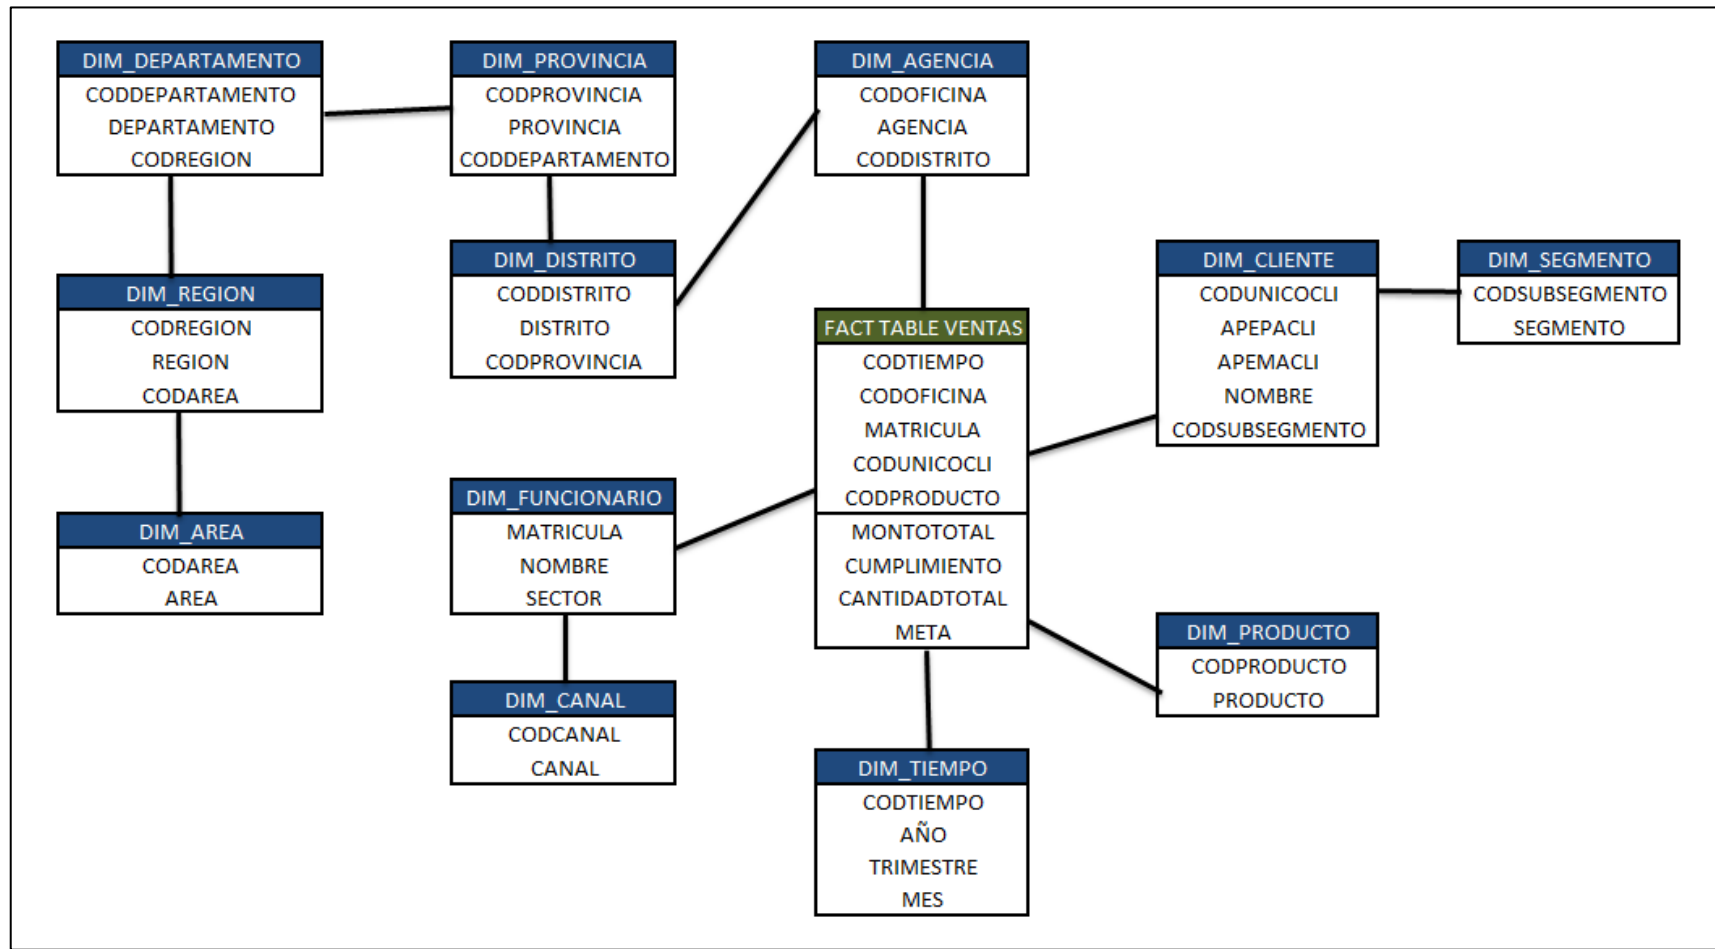 DIM_DEPARTAMENTO
CODDEPARTAMENTO
DEPARTAMENTO
CODREGION
DIM_PROVINCIA
CODPROVINCIA
PROVINCIA
CODDEPARTAMENTO
DIM_AGENCIA
CODOFICINA
AGENCIA
CODDISTRITO
DIM_REGION
CODREGION
REGION
CODAREA
DIM_DISTRITO
CODDISTRITO
DISTRITO
CODPROVINCIA
FACT TABLE VENTAS
CODTIEMPO
CODOFICINA
MATRICULA
CODUNICOCLI
CODPRODUCTO
MONTOTOTAL
CUMPLIMIENTO
CANTIDADTOTAL
META
DIM_CLIENTE
CODUNICOCLI
APEPACLI
APEMACLI
NOMBRE
CODSUBSEGMENTO
DIM_SEGMENTO
CODSUBSEGMENTO
SEGMENTO
DIM_AREA
CODAREA
AREA
DIM_FUNCIONARIO
MATRICULA
NOMBRE
SECTOR
DIM_CANAL
CODCANAL
CANAL
DIM_PRODUCTO
CODPRODUCTO
PRODUCTO
DIM_TIEMPO
CODTIEMPO
AÑO
TRIMESTRE
MES